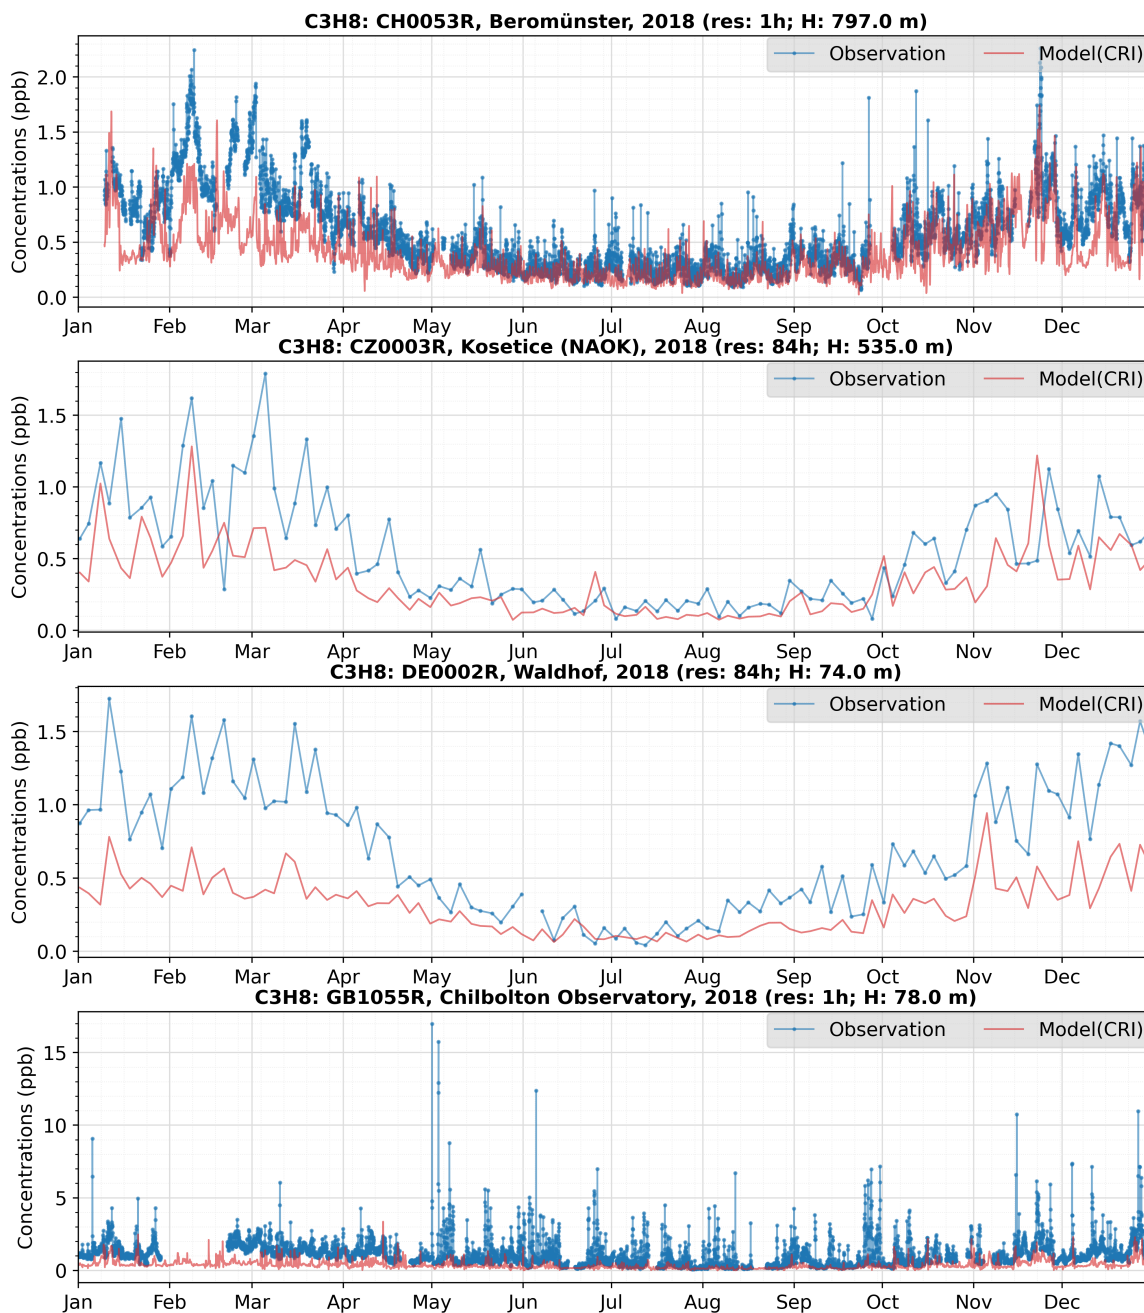 C3H8: CH0053R, Beromünster, 2018 (res: 1h; H: 797.0 m)
Observation Model(CRI)
Concentrations (ppb)
2.0
1.5
1.0
0.5
0.0
Jan Feb Mar Apr May Jun Jul Aug Sep Oct Nov Dec
C3H8: CZ0003R, Kosetice (NAOK), 2018 (res: 84h; H: 535.0 m)
Observation Model(CRI)
Concentrations (ppb)
1.5
1.0
0.5
0.0
Jan Feb Mar Apr May Jun Jul Aug Sep Oct Nov Dec
C3H8: DE0002R, Waldhof, 2018 (res: 84h; H: 74.0 m)
Observation Model(CRI)
Concentrations (ppb)
1.5
1.0
0.5
0.0
Jan Feb Mar Apr May Jun Jul Aug Sep Oct Nov Dec
C3H8: GB1055R, Chilbolton Observatory, 2018 (res: 1h; H: 78.0 m)
Observation Model(CRI)
Concentrations (ppb)
15
10
5
0
Jan Feb Mar Apr May Jun Jul Aug Sep Oct Nov Dec